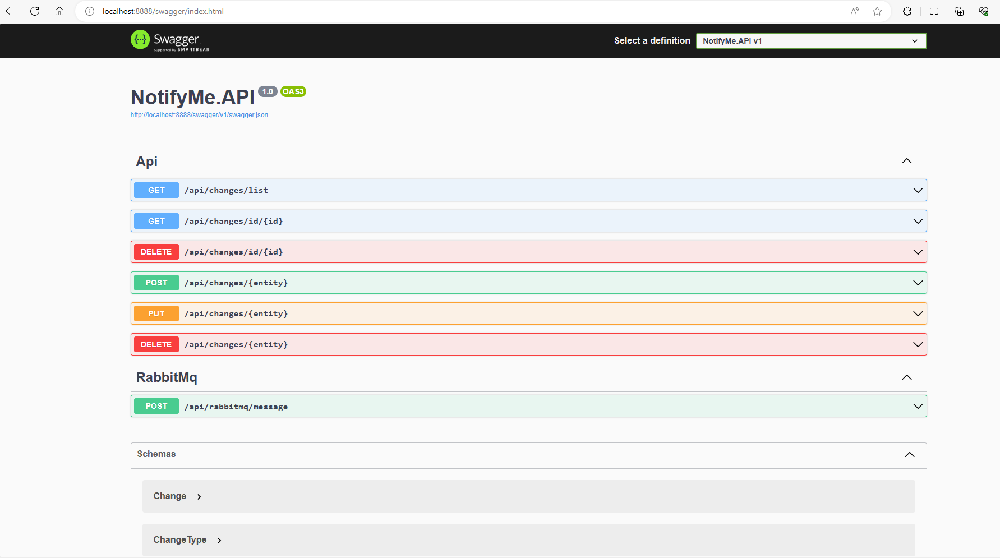 localhost:8888/swagger/index.html
Swagger.
Supported by SMARTBEAR
Select a definition
NotifyMe.API v1
NotifyMe.API 1.0 OAS3
http://localhost:8888/swagger/v1/swagger.json
Api
GET /api/changes/list
GET /api/changes/id/{id}
DELETE /api/changes/id/{id}
POST /api/changes/{entity}
PUT /api/changes/{entity}
DELETE /api/changes/{entity}
RabbitMq
POST /api/rabbitmq/message
Schemas
Change
ChangeType